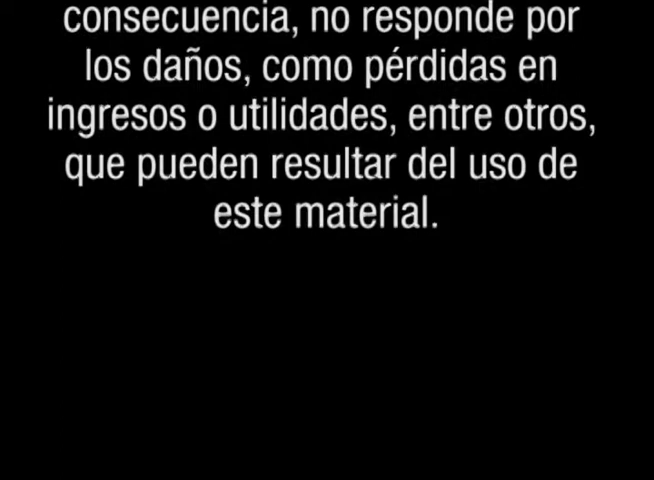 consecuencia, no responde por
los daños, como pérdidas en
ingresos o utilidades, entre otros,
que pueden resultar del uso de
este material.